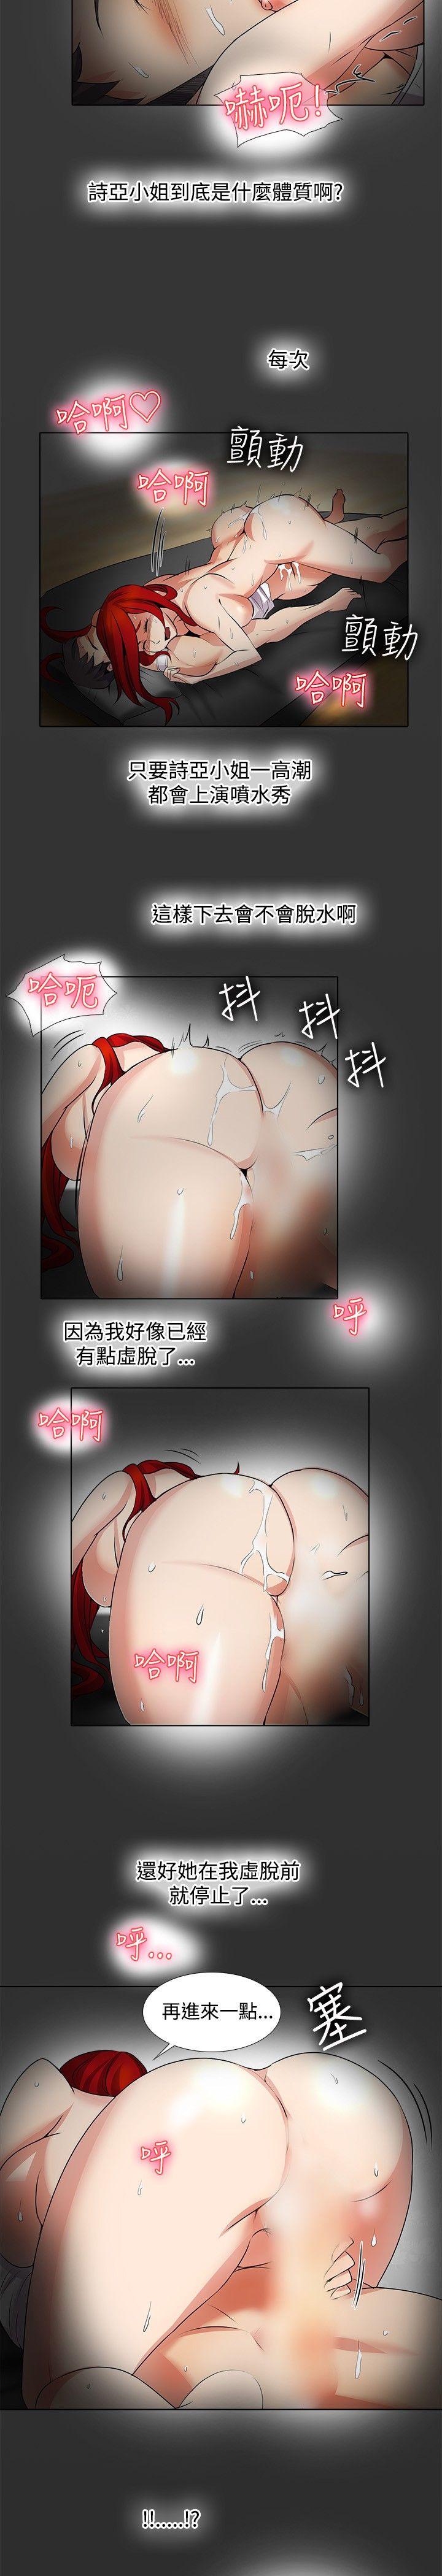 嚇呃!
詩亞小姐到底是什麼體質啊?
每次
哈啊♡
顫動
哈啊
顫動
哈啊
只要詩亞小姐一高潮
都會上演噴水秀
這樣下去會不會脫水啊
哈呃
抖
抖
抖
呼
因為我好像已經
有點虛脫了...
哈啊
哈啊
還好她在我虛脫前
就停止了...
呼...
再進來一點...
塞
呼
!!.....!?